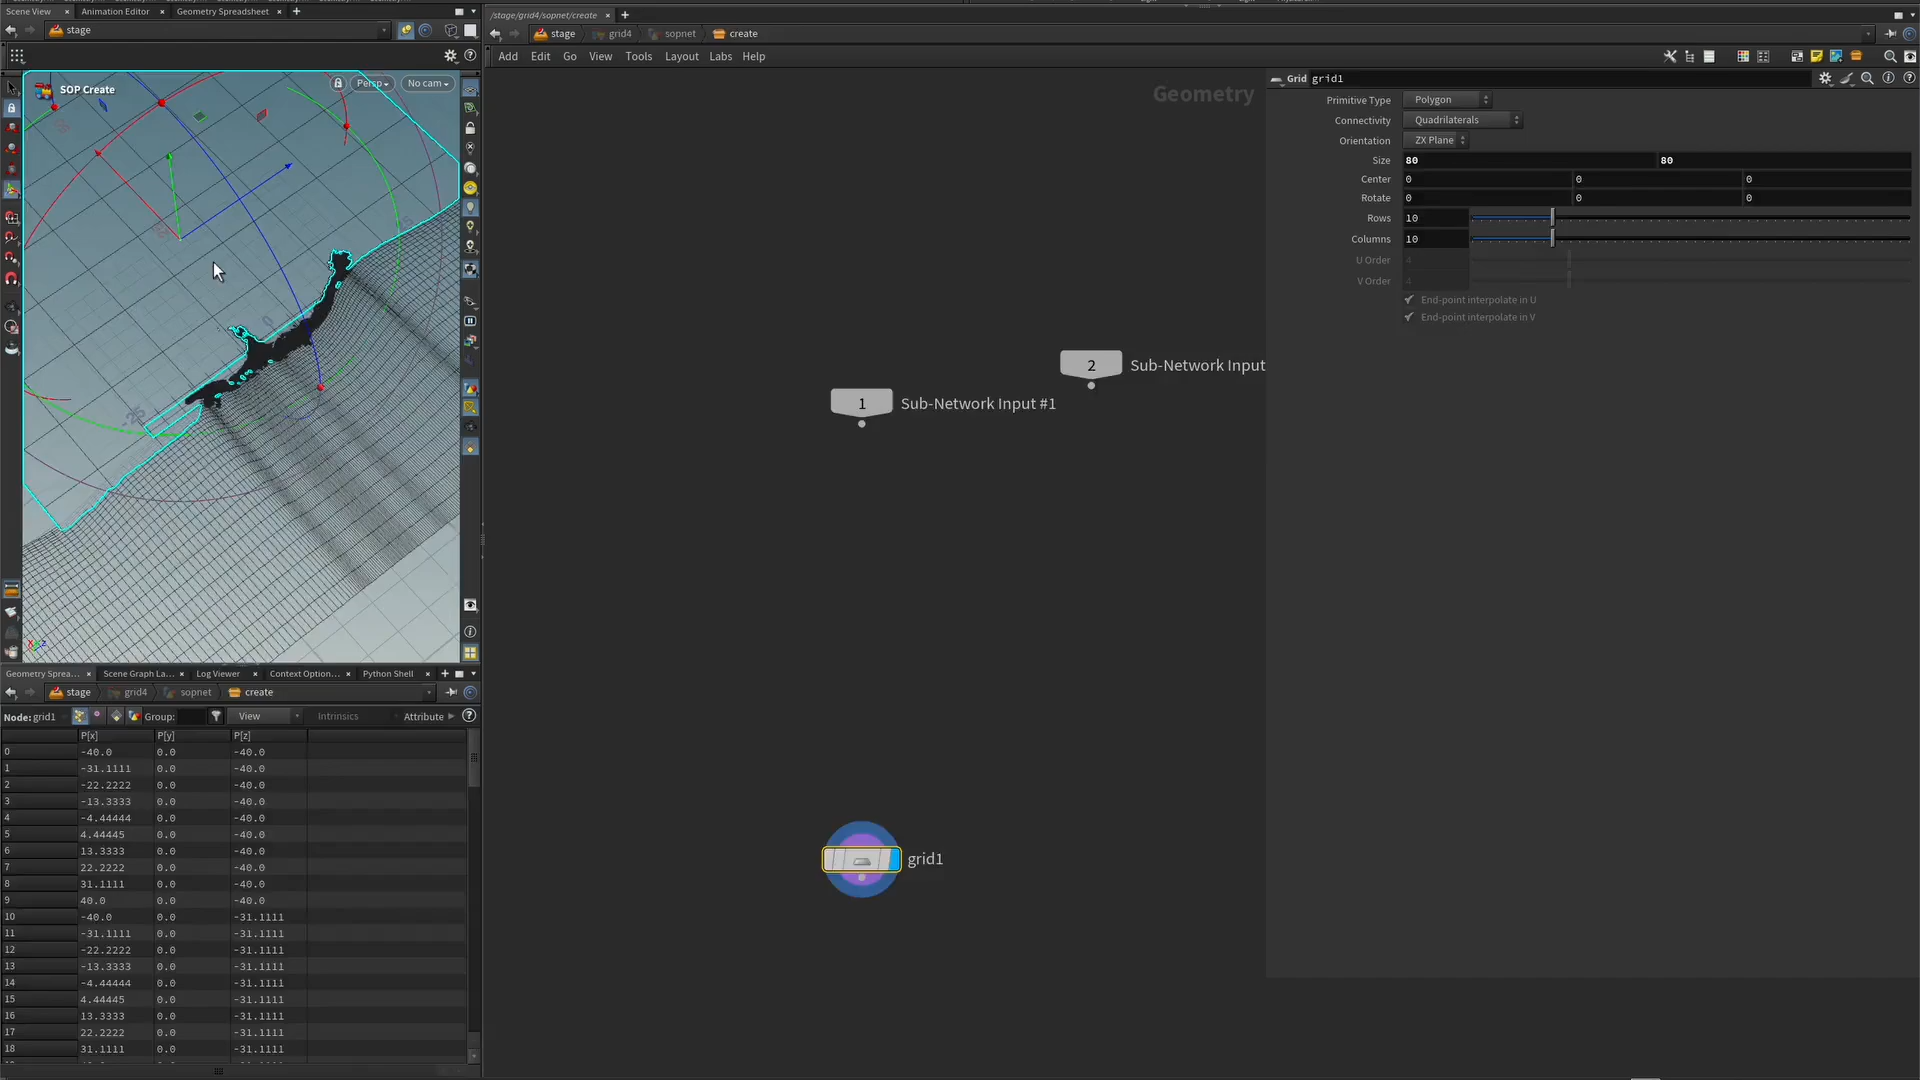 Scene View
Animation Editor
Geometry Spreadsheet
/stage/grid4/sopnet/create
stage
stage
grid4
sopnet
create
Add Edit Go View Tools Layout Labs Help
SOP Create
Persp
No cam
Geometry
Grid grid1
Primitive Type Polygon
Connectivity Quadrilaterals
Orientation ZX Plane
Size 80 80
Center 0 0 0
Rotate 0 0 0
Rows 10
Columns 10
U Order 4
V Order 4
End-point interpolate in U
End-point interpolate in V
2 Sub-Network Input
1 Sub-Network Input #1
grid1
Geometry Sprea...
Scene Graph La...
Log Viewer
Context Option...
Python Shell
stage
grid4
sopnet
create
Node: grid1
Group:
View
Intrinsics
Attribute
P[x] P[y] P[z]
0 -40.0 0.0 -40.0
1 -31.1111 0.0 -40.0
2 -22.2222 0.0 -40.0
3 -13.3333 0.0 -40.0
4 -4.44444 0.0 -40.0
5 4.44445 0.0 -40.0
6 13.3333 0.0 -40.0
7 22.2222 0.0 -40.0
8 31.1111 0.0 -40.0
9 40.0 0.0 -40.0
10 -40.0 0.0 -31.1111
11 -31.1111 0.0 -31.1111
12 -22.2222 0.0 -31.1111
13 -13.3333 0.0 -31.1111
14 -4.44444 0.0 -31.1111
15 4.44445 0.0 -31.1111
16 13.3333 0.0 -31.1111
17 22.2222 0.0 -31.1111
18 31.1111 0.0 -31.1111